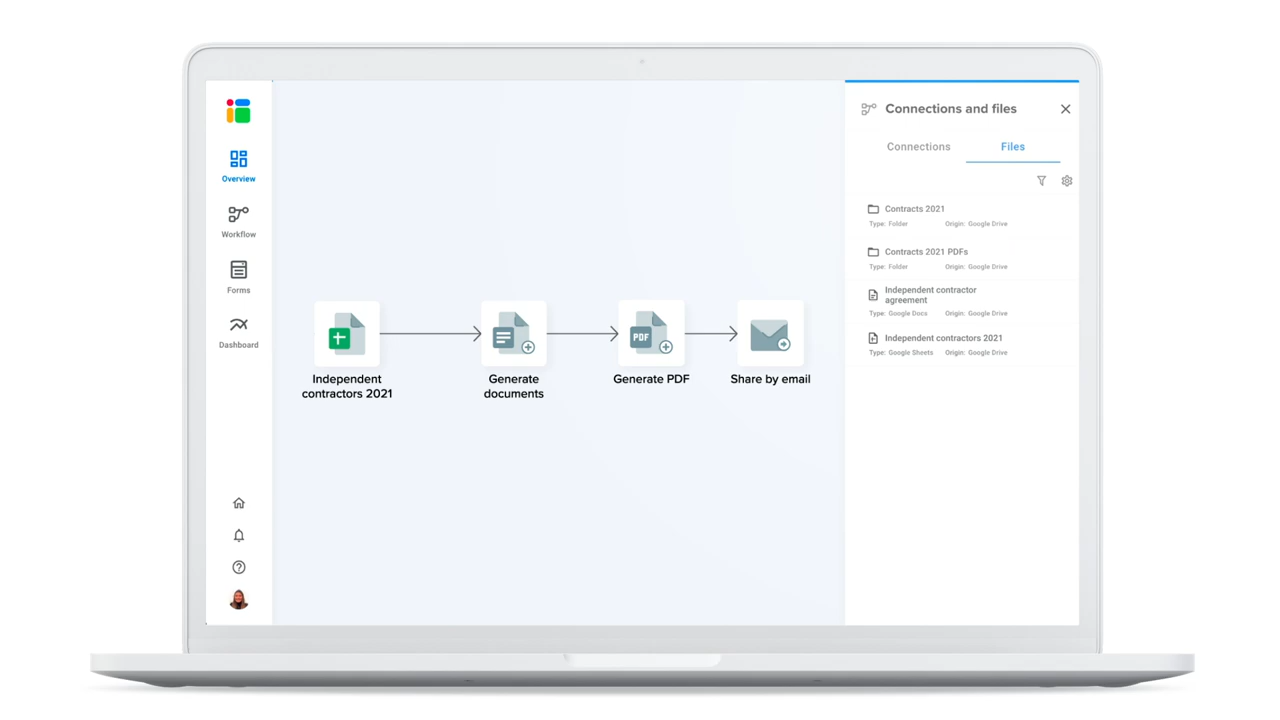 Overview
Workflow
Forms
Dashboard
Independent
contractors 2021
Generate
documents
PDF
Generate PDF
Share by email
Connections and files
Connections Files
Contracts 2021
Type: Folder Origin: Google Drive
Contracts 2021 PDFs
Type: Folder Origin: Google Drive
Independent contractor
agreement
Type: Google Docs Origin: Google Drive
Independent contractors 2021
Type: Google Sheets Origin: Google Drive